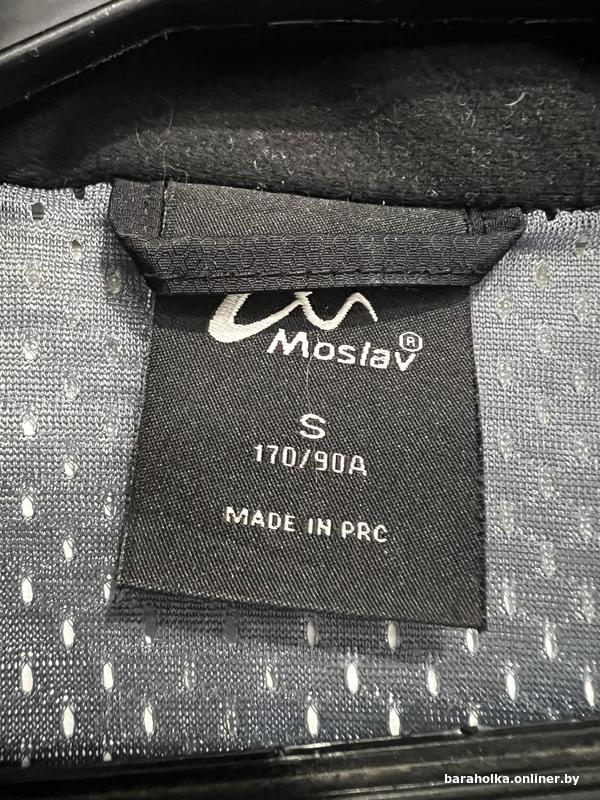 Moslav®
S
170/90A
MADE IN PRC
baraholka.onliner.by